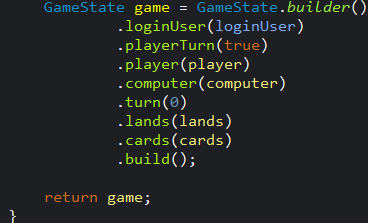 GameState game = GameState.builder()
.loginUser(loginUser)
.playerTurn(true)
.player(player)
.computer(computer)
.turn(0)
.lands(lands)
.cards(cards)
.build();
return game;
}